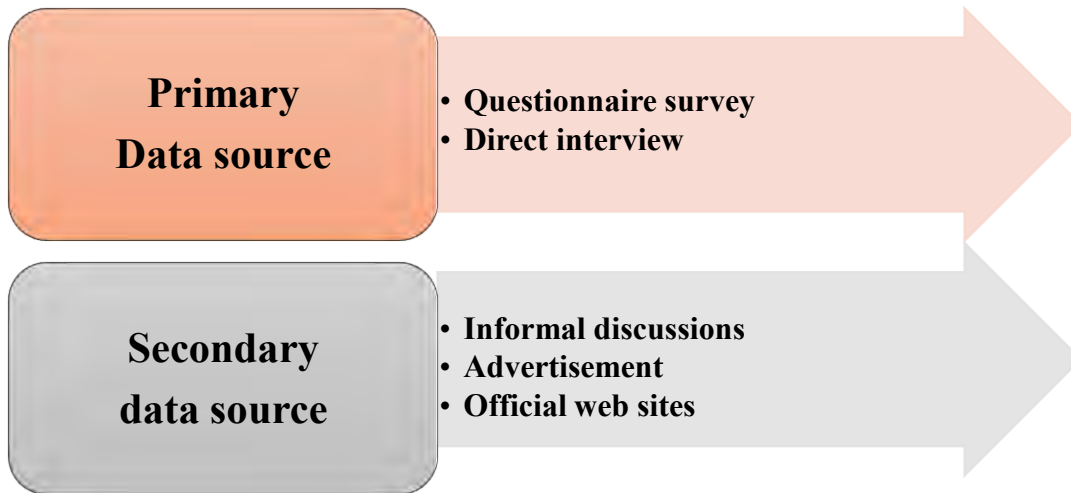 Primary
Data source
• Questionnaire survey
• Direct interview
Secondary
data source
• Informal discussions
• Advertisement
• Official web sites